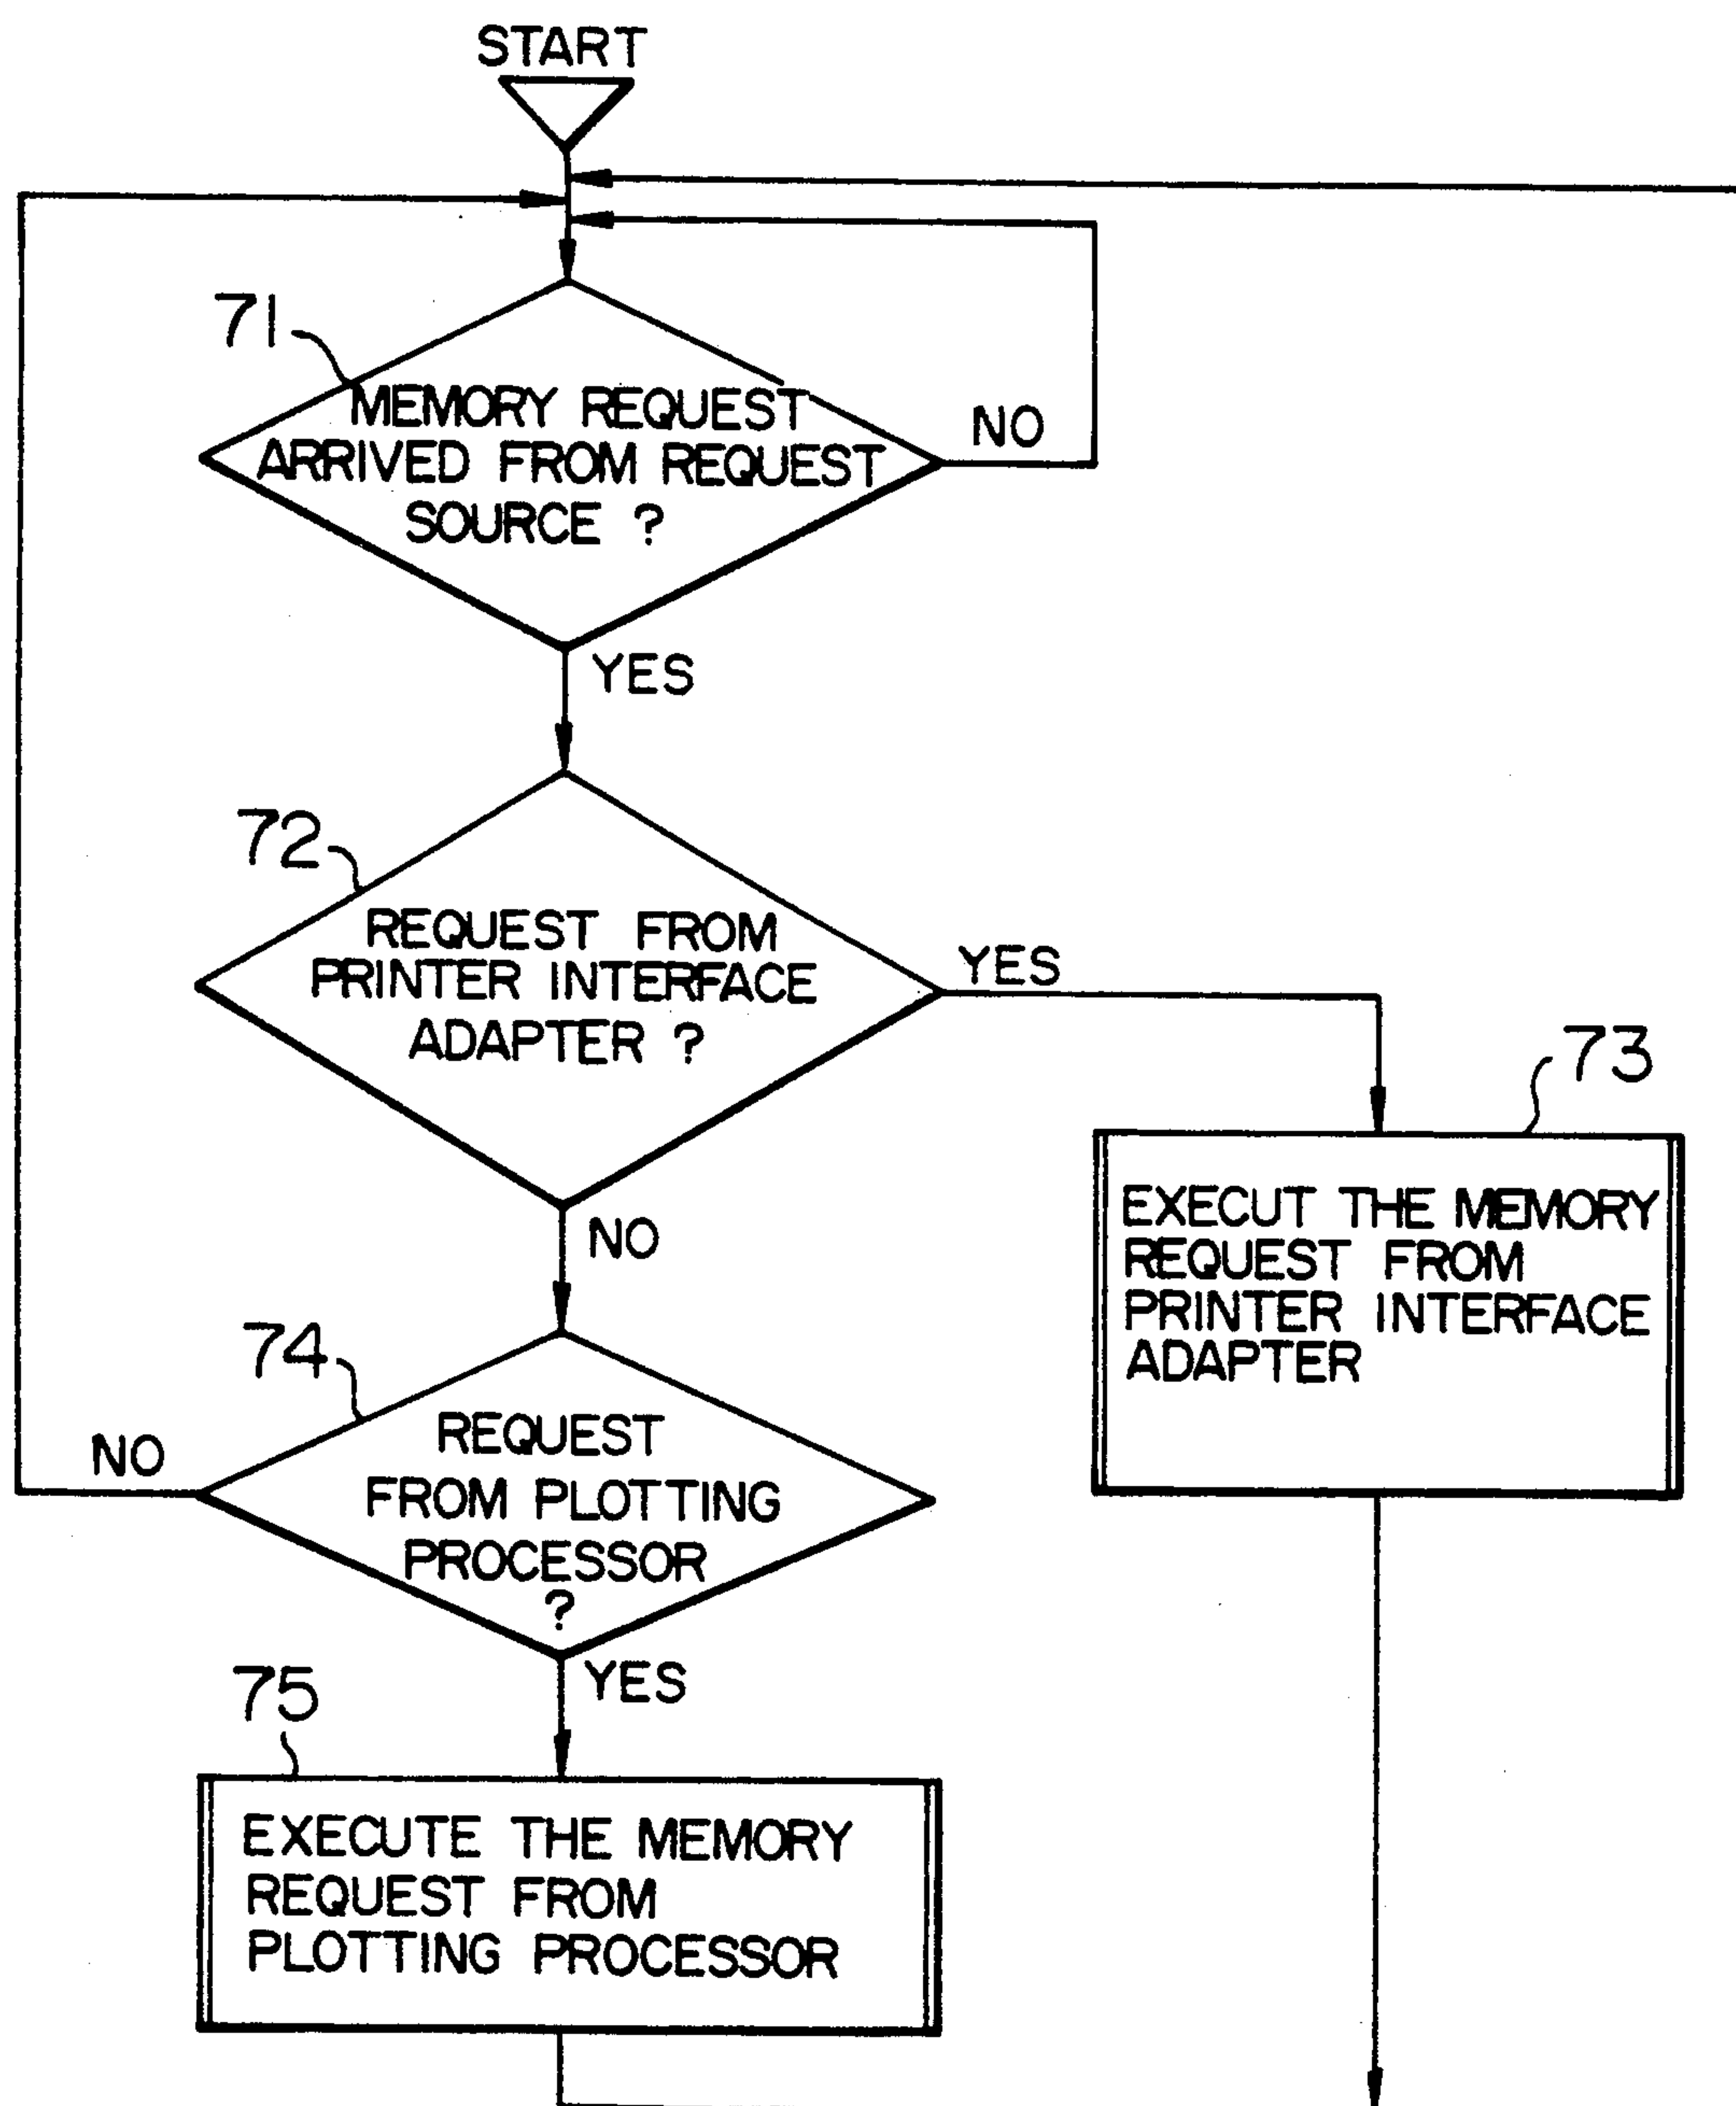 START
71
MEMORY REQUEST
ARRIVED FROM REQUEST
SOURCE ?
NO
YES
72
REQUEST FROM
PRINTER INTERFACE
ADAPTER ?
YES
NO
73
EXECUT THE MEMORY
REQUEST FROM
PRINTER INTERFACE
ADAPTER
74
REQUEST
FROM PLOTTING
PROCESSOR
?
NO
YES
75
EXECUTE THE MEMORY
REQUEST FROM
PLOTTING PROCESSOR